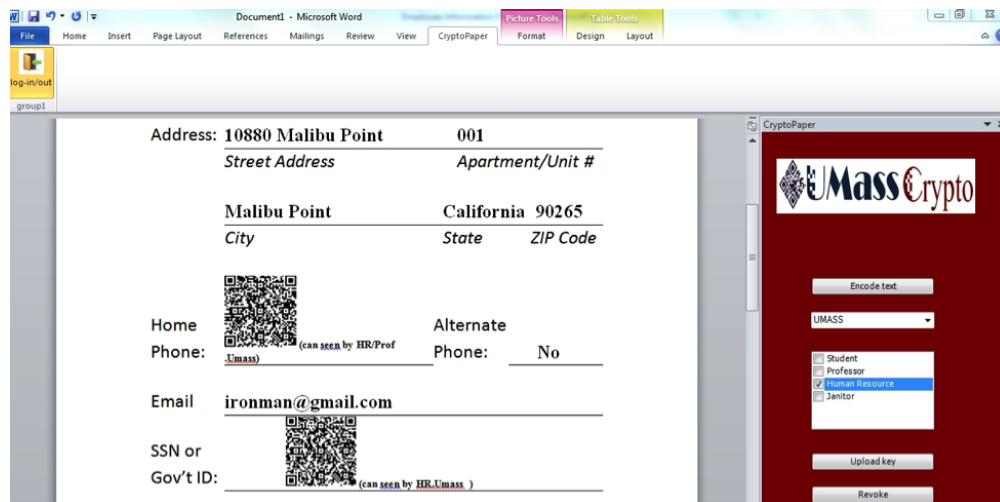 Document1 - Microsoft Word
Picture Tools
Table Tools
File Home Insert Page Layout References Mailings Review View CryptoPaper Format Design Layout
log-in/out
group1
Address: 10880 Malibu Point 001
Street Address Apartment/Unit #
Malibu Point California 90265
City State ZIP Code
Home
Phone:
(can seen by HR/Prof
.Umass)
Alternate
Phone: No
Email ironman@gmail.com
SSN or
Gov't ID:
(can seen by HR.Umass )
CryptoPaper
UMass Crypto
Encode text
UMASS
Student
Professor
Human Resource
Janitor
Upload key
Revoke